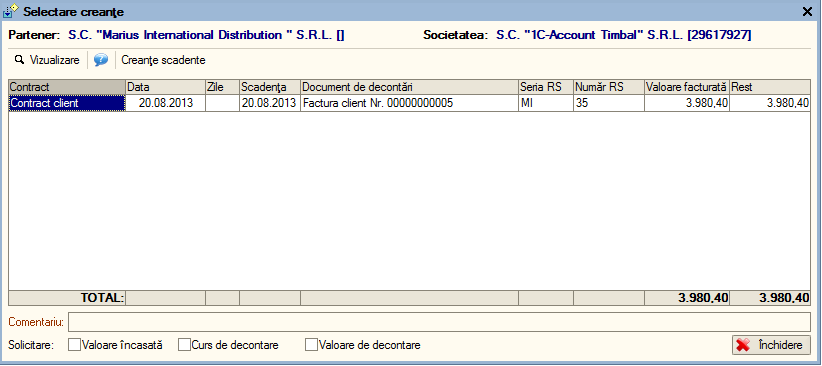 Selectare creanțe
Partener: S.C. "Marius International Distribution " S.R.L. [] Societatea: S.C. "1C-Account Timbal" S.R.L. [29617927]
Vizualizare Creanțe scadente
Contract Data Zile Scadența Document de decontări Seria RS Număr RS Valoare facturată Rest
Contract client 20.08.2013 20.08.2013 Factura client Nr. 00000000005 MI 35 3.980,40 3.980,40
TOTAL: 3.980,40 3.980,40
Comentariu:
Solicitare: Valoare încasată Curs de decontare Valoare de decontare Închidere